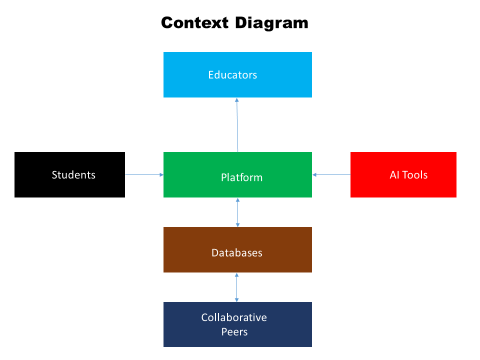 Context Diagram
Educators
Students
Platform
AI Tools
Databases
Collaborative
Peers